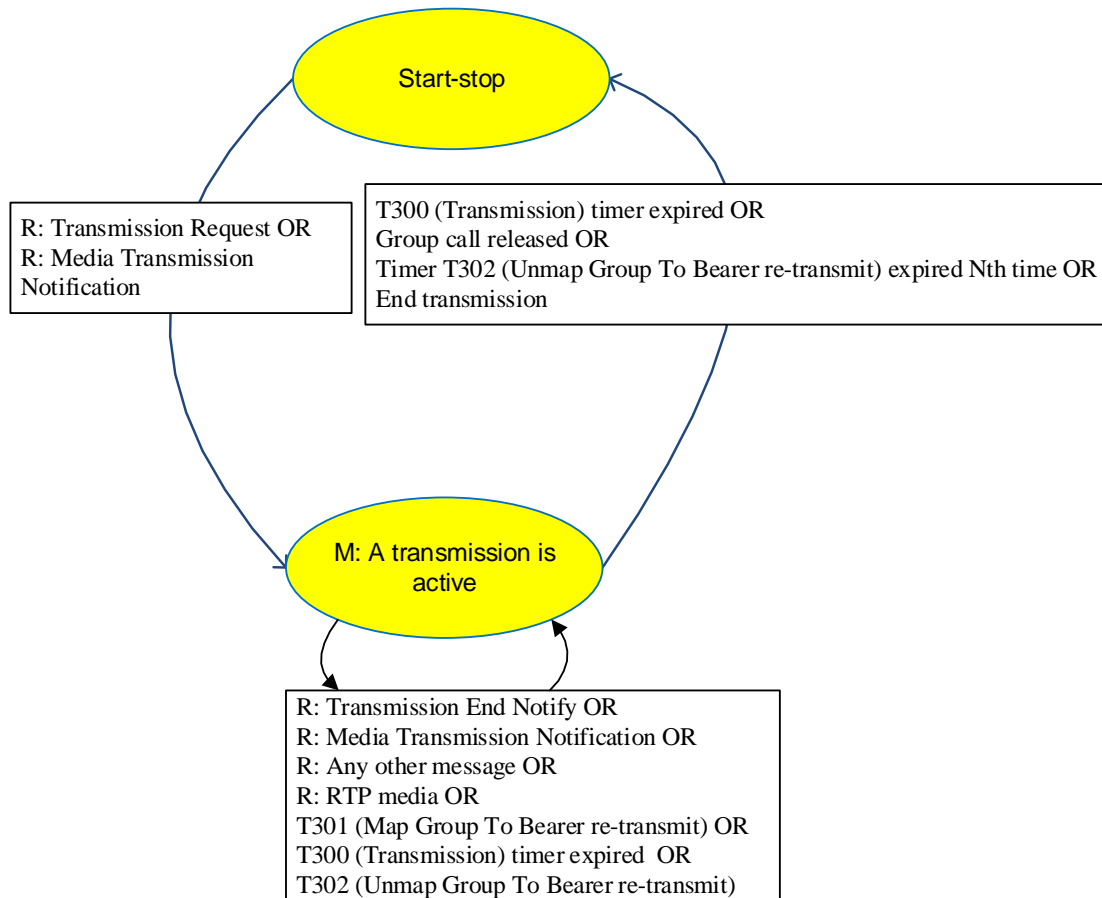 Start-stop
R: Transmission Request OR
R: Media Transmission
Notification
T300 (Transmission) timer expired OR
Group call released OR
Timer T302 (Unmap Group To Bearer re-transmit) expired Nth time OR
End transmission
M: A transmission is
active
R: Transmission End Notify OR
R: Media Transmission Notification OR
R: Any other message OR
R: RTP media OR
T301 (Map Group To Bearer re-transmit) OR
T300 (Transmission) timer expired  OR
T302 (Unmap Group To Bearer re-transmit)